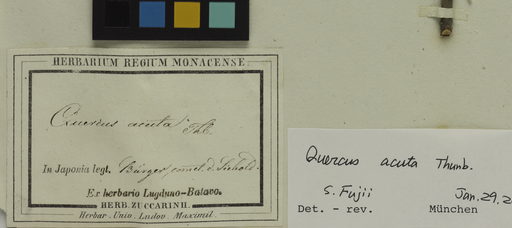 HERBARIUM REGIUM MONACENSE.
Quercus acuta Thb.
In Japonia legt. Bürger, com. d. Siebold.
Ex herbario Lugduno-Batavo.
HERB. ZUCCARINII.
Herbar. Univ. Ludov. Maximil.
Quercus acuta Thunb.
S. Fujii Jan. 29, 2
Det. - rev. München